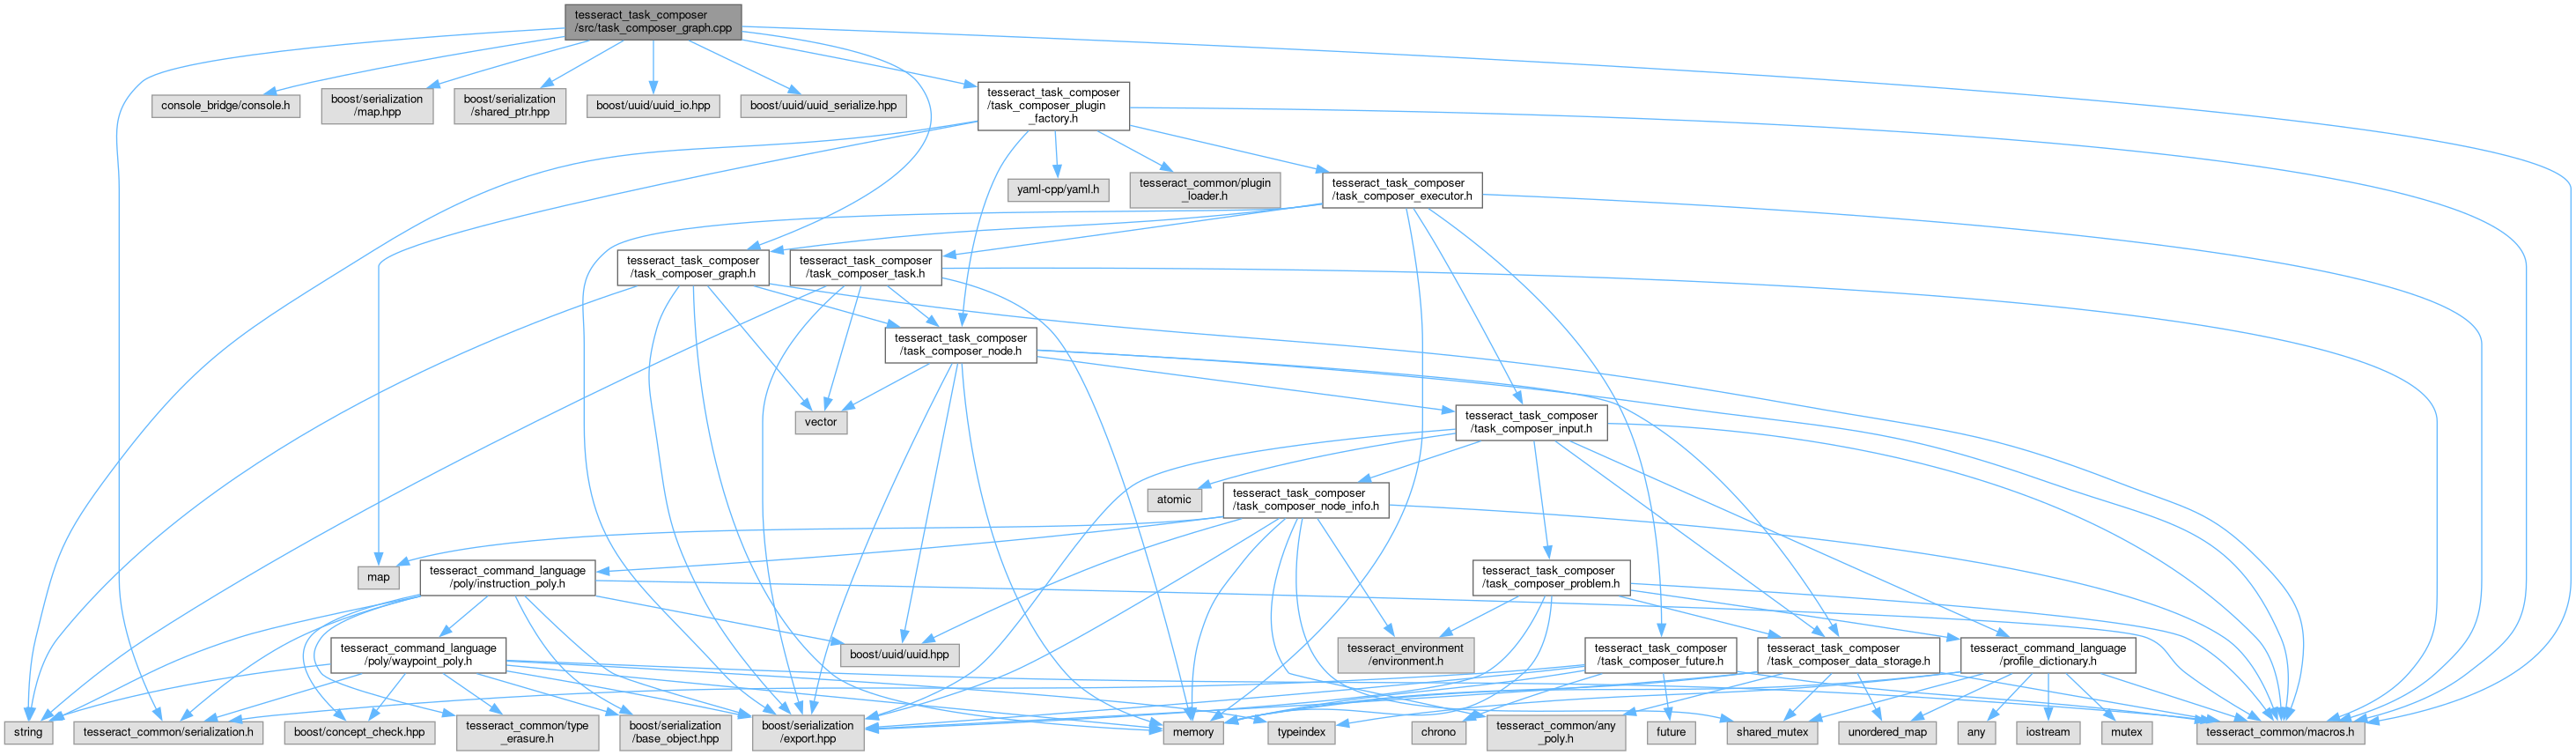 tesseract_task_composer
/src/task_composer_graph.cpp
console_bridge/console.h
boost/serialization
/map.hpp
boost/serialization
/shared_ptr.hpp
boost/uuid/uuid_io.hpp
boost/uuid/uuid_serialize.hpp
tesseract_task_composer
/task_composer_plugin
_factory.h
yaml-cpp/yaml.h
tesseract_common/plugin
_loader.h
tesseract_task_composer
/task_composer_executor.h
tesseract_task_composer
/task_composer_graph.h
tesseract_task_composer
/task_composer_task.h
tesseract_task_composer
/task_composer_node.h
vector
tesseract_task_composer
/task_composer_input.h
atomic
tesseract_task_composer
/task_composer_node_info.h
map
tesseract_command_language
/poly/instruction_poly.h
tesseract_task_composer
/task_composer_problem.h
tesseract_command_language
/poly/waypoint_poly.h
boost/uuid/uuid.hpp
tesseract_environment
/environment.h
tesseract_task_composer
/task_composer_future.h
tesseract_task_composer
/task_composer_data_storage.h
tesseract_command_language
/profile_dictionary.h
string
tesseract_common/serialization.h
boost/concept_check.hpp
tesseract_common/type
_erasure.h
boost/serialization
/base_object.hpp
boost/serialization
/export.hpp
memory
typeindex
chrono
tesseract_common/any
_poly.h
future
shared_mutex
unordered_map
any
iostream
mutex
tesseract_common/macros.h